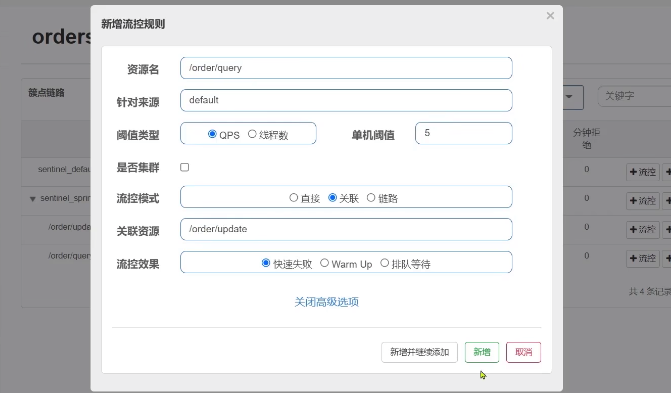 新增流控规则
×
orders
簇点链路
关键字
资源名 /order/query
针对来源 default
阈值类型 QPS 线程数 单机阈值 5
是否集群
流控模式 直接 关联 链路
关联资源 /order/update
流控效果 快速失败 Warm Up 排队等待
关闭高级选项
新增并继续添加 新增 取消
分钟拒
绝
sentinel_defau
0 流控
sentinel_sprin
0 流控
/order/upda
0 流控
/order/quer
0 流控
共 4 条记录